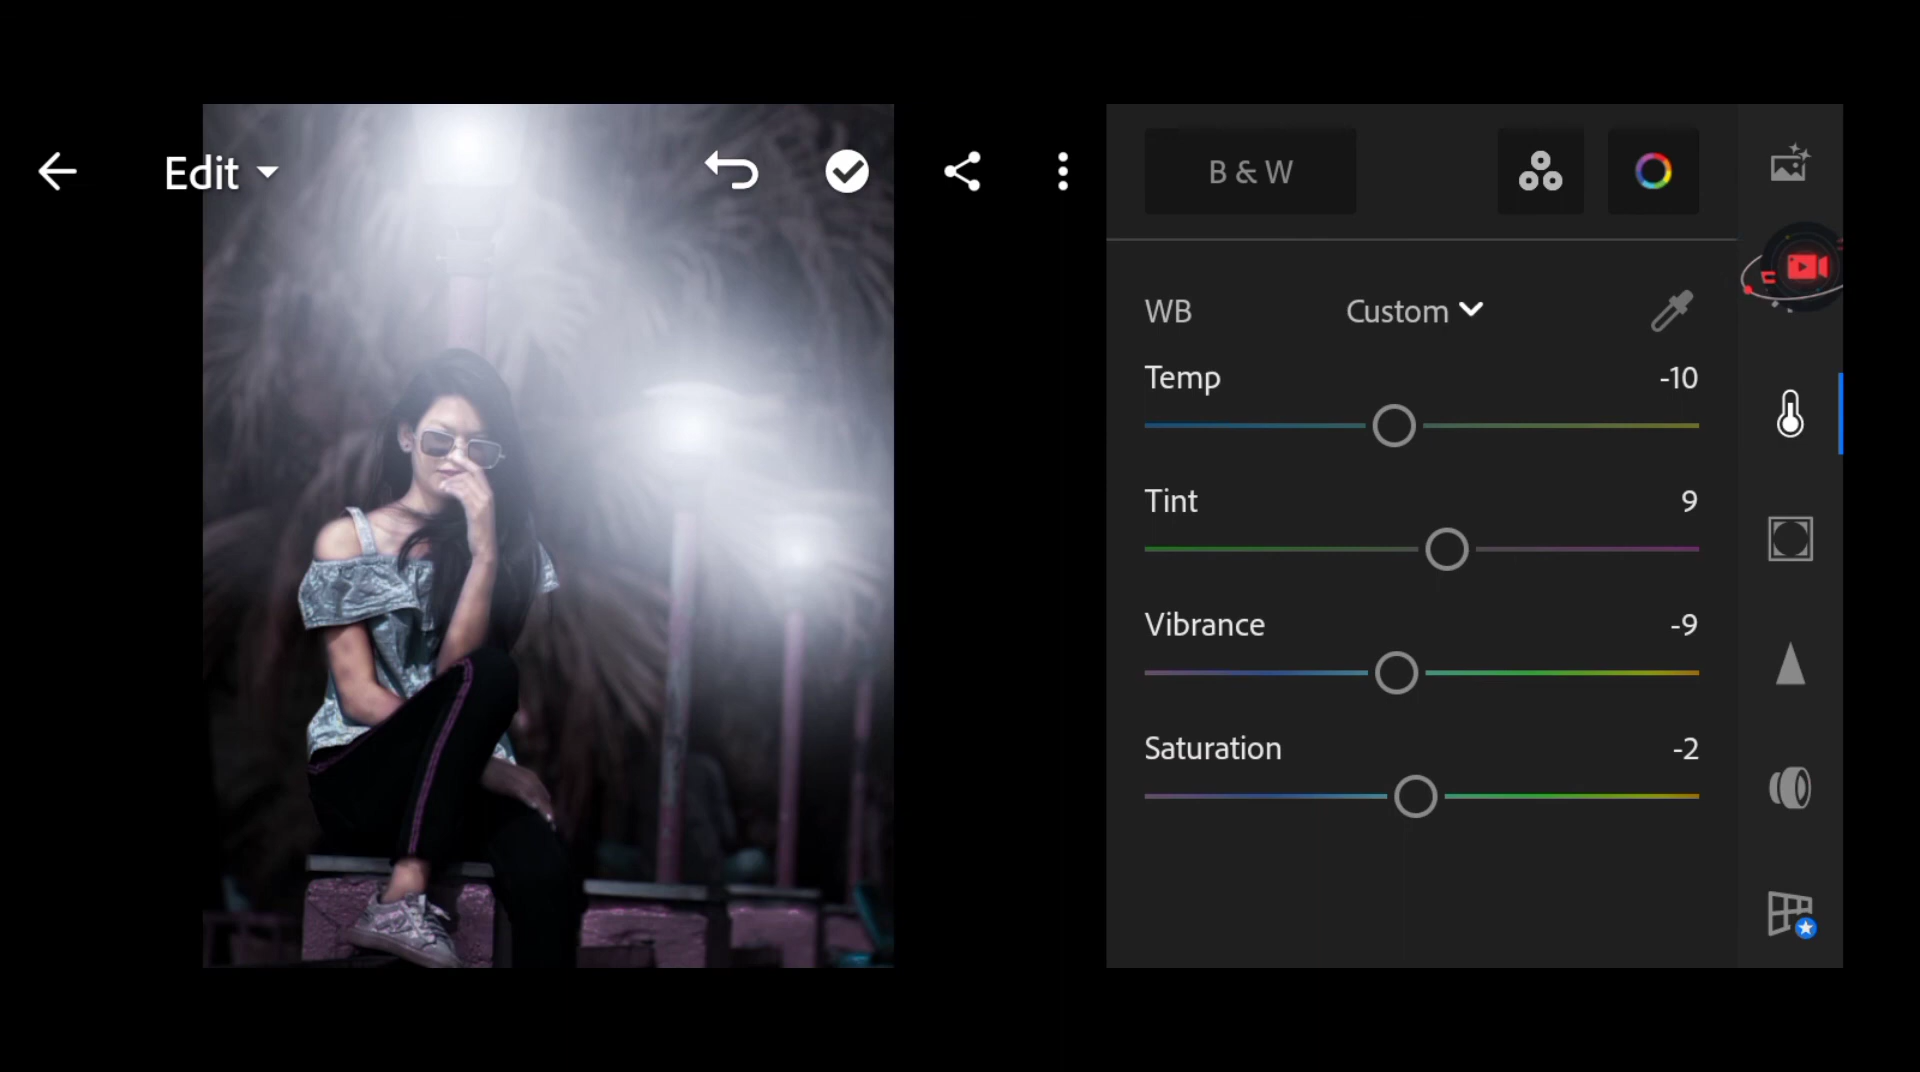 Edit
B & W
WB
Custom
Temp
-10
Tint
9
Vibrance
-9
Saturation
-2